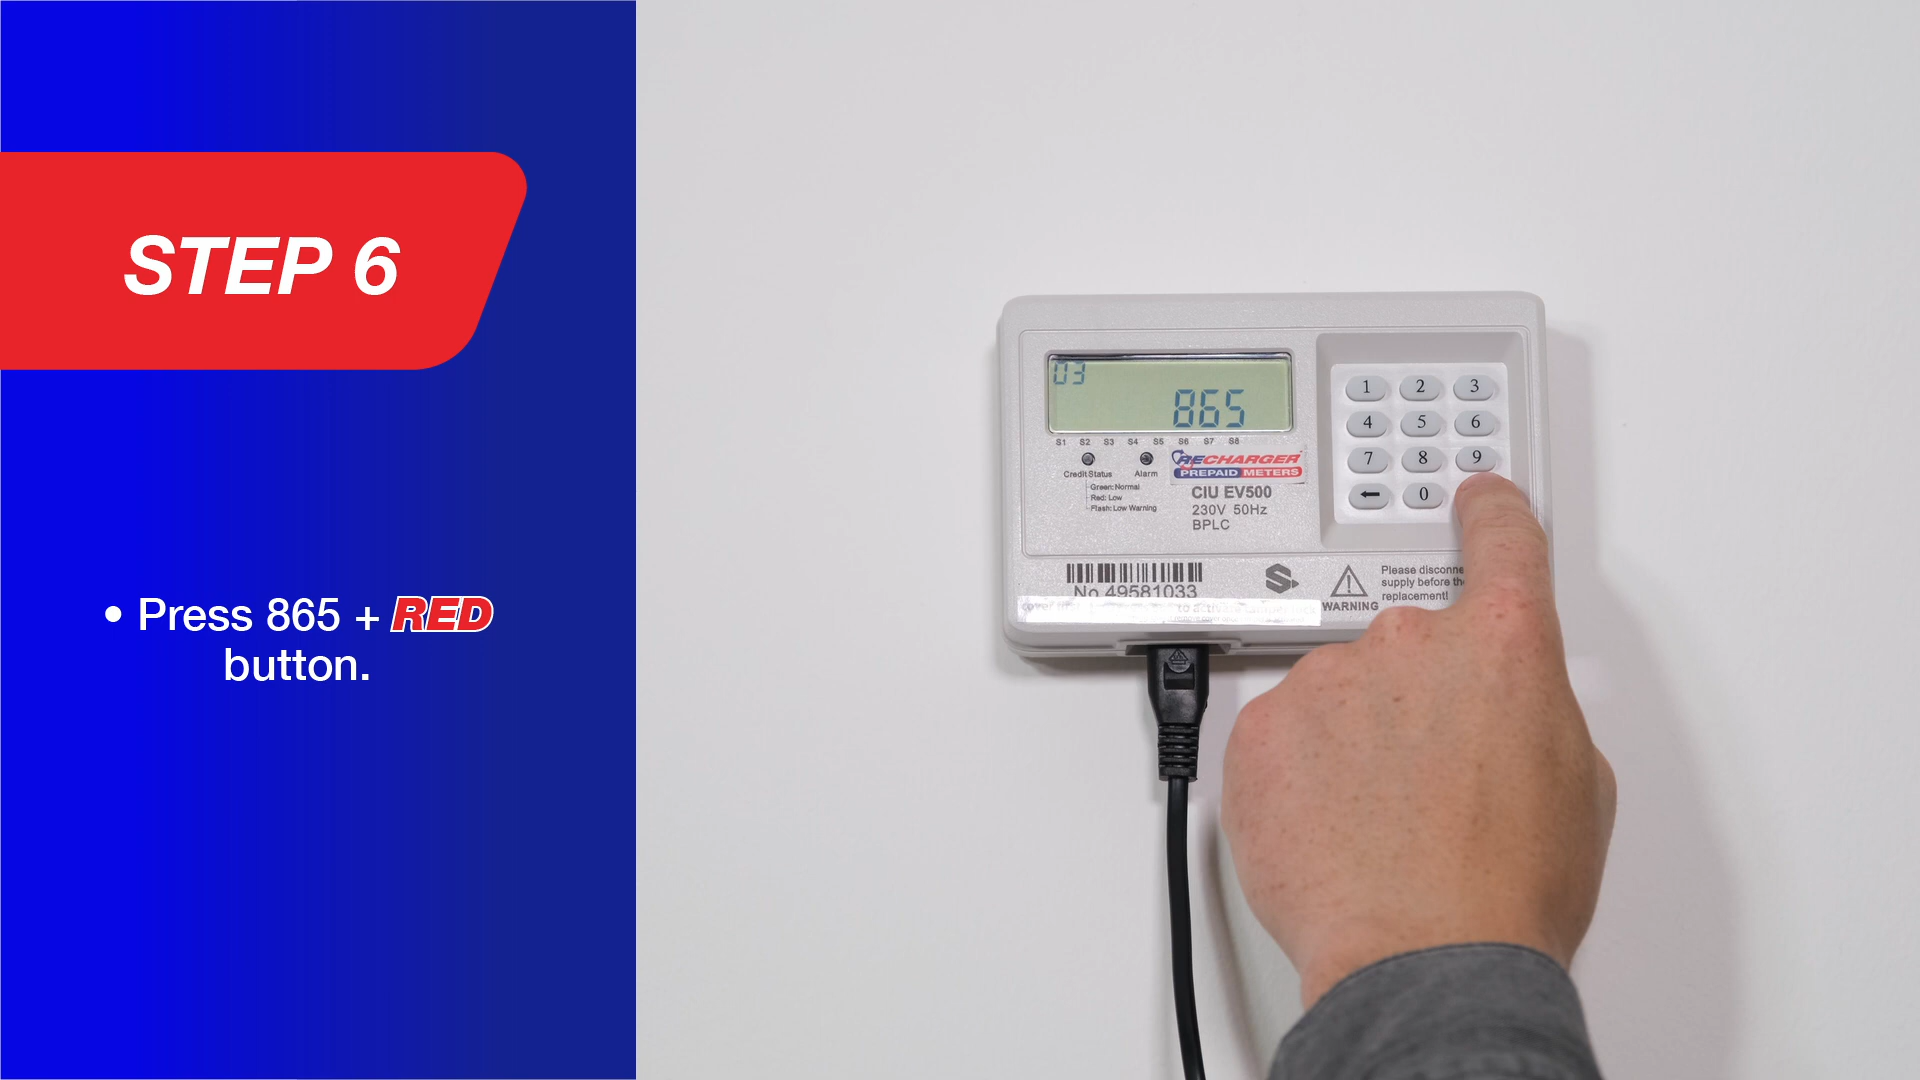 STEP 6
• Press 865 + RED
button.
03
865
S1 S2 S3 S4 S5 S6 S7 S8
Credit Status
Alarm
Green: Normal
Red: Low
Flash: Low Warning
RECHARGER
PREPAID METERS
CIU EV500
230V 50Hz
BPLC
1 2 3
4 5 6
7 8 9
← 0
No 49581033
to activate
WARNING
Please disconne
supply before th
replacement!